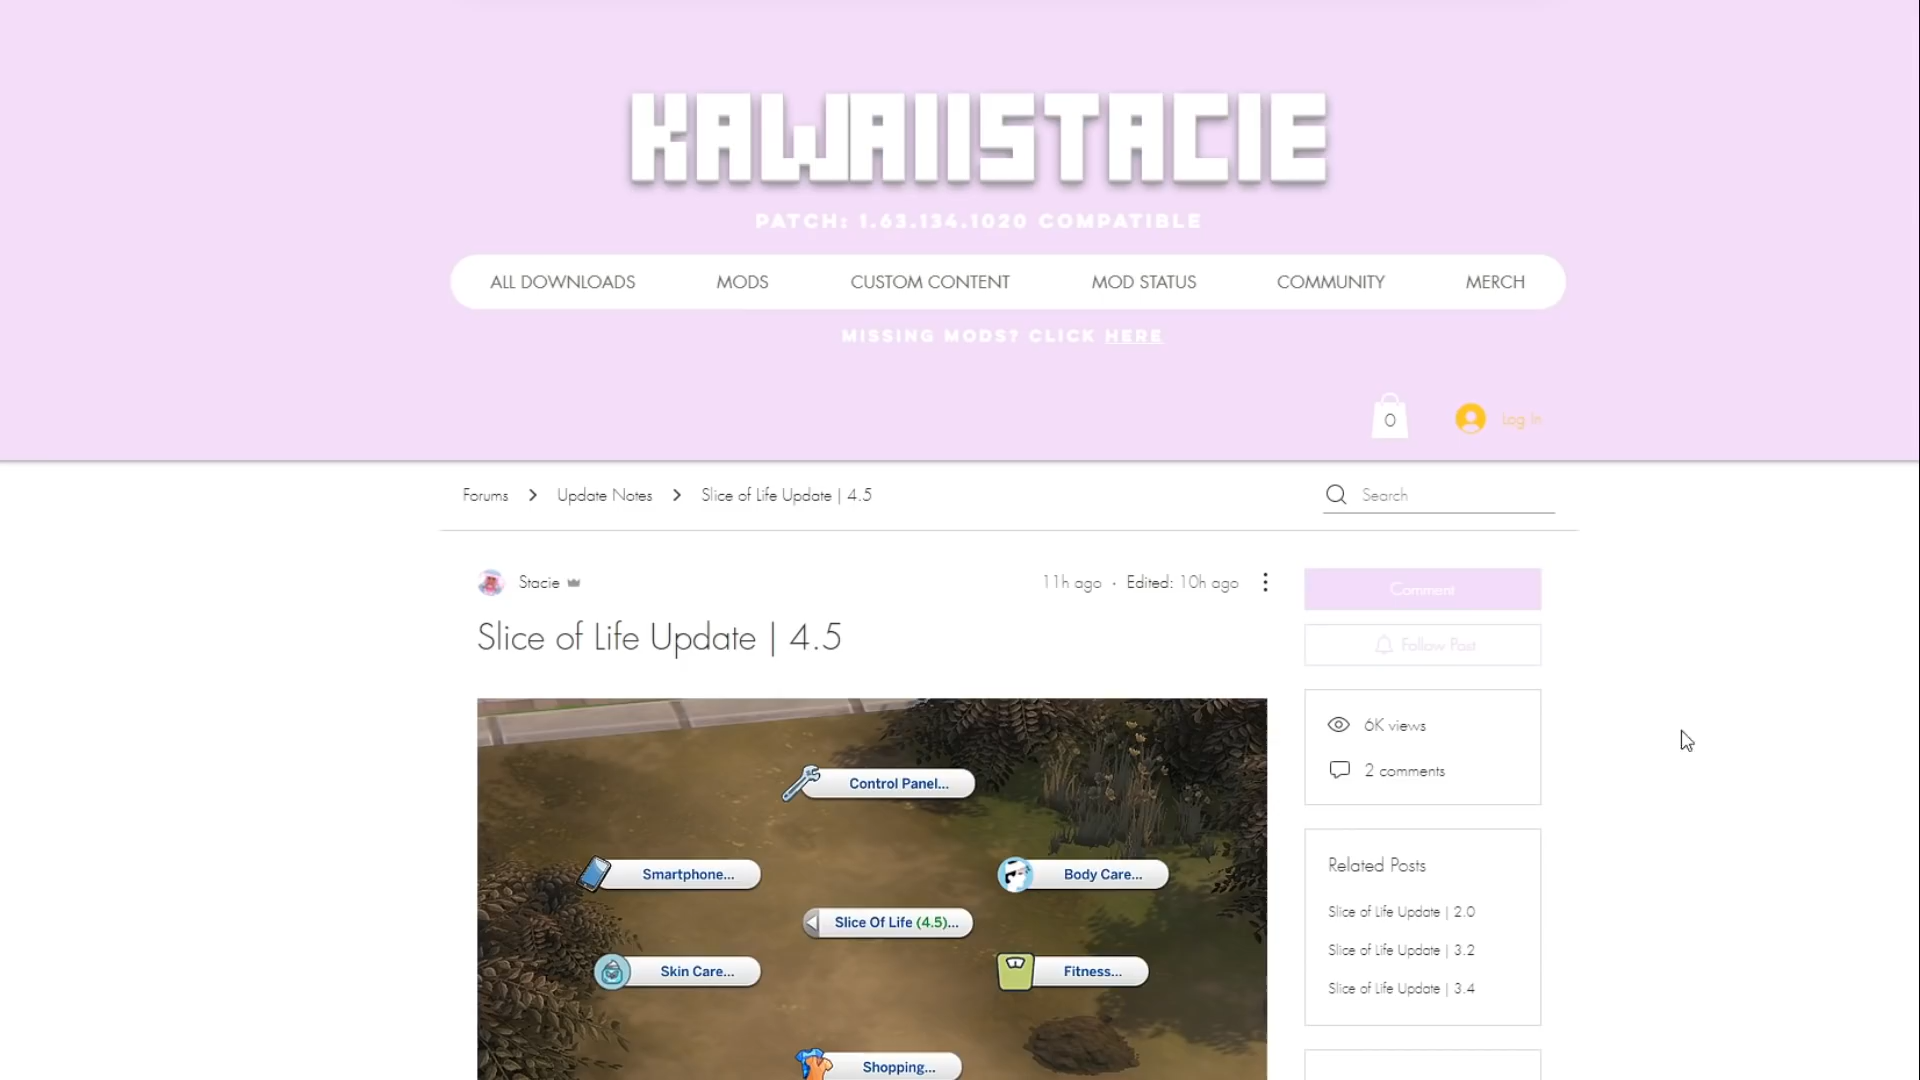 KAWAIISTACIE
PATCH: 1.63.134.1020 COMPATIBLE
ALL DOWNLOADS MODS CUSTOM CONTENT MOD STATUS COMMUNITY MERCH
MISSING MODS? CLICK HERE
0 Log In
Forums > Update Notes > Slice of Life Update | 4.5
Search
Stacie
11h ago · Edited: 10h ago
Slice of Life Update | 4.5
Control Panel...
Smartphone...
Body Care...
Slice Of Life (4.5)...
Skin Care...
Fitness...
Shopping...
Comment
Follow Post
6K views
2 comments
Related Posts
Slice of Life Update | 2.0
Slice of Life Update | 3.2
Slice of Life Update | 3.4